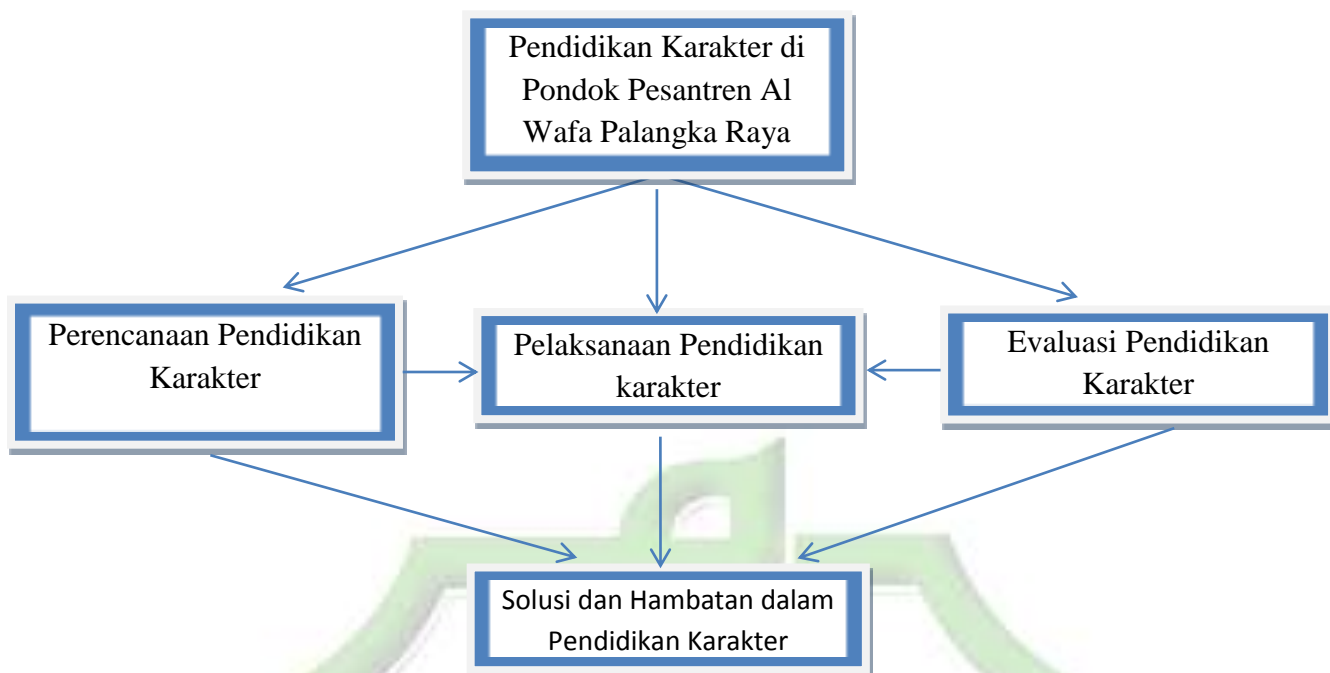 Pendidikan Karakter di
Pondok Pesantren Al
Wafa Palangka Raya
Perencanaan Pendidikan
Karakter
Pelaksanaan Pendidikan
karakter
Evaluasi Pendidikan
Karakter
Solusi dan Hambatan dalam
Pendidikan Karakter